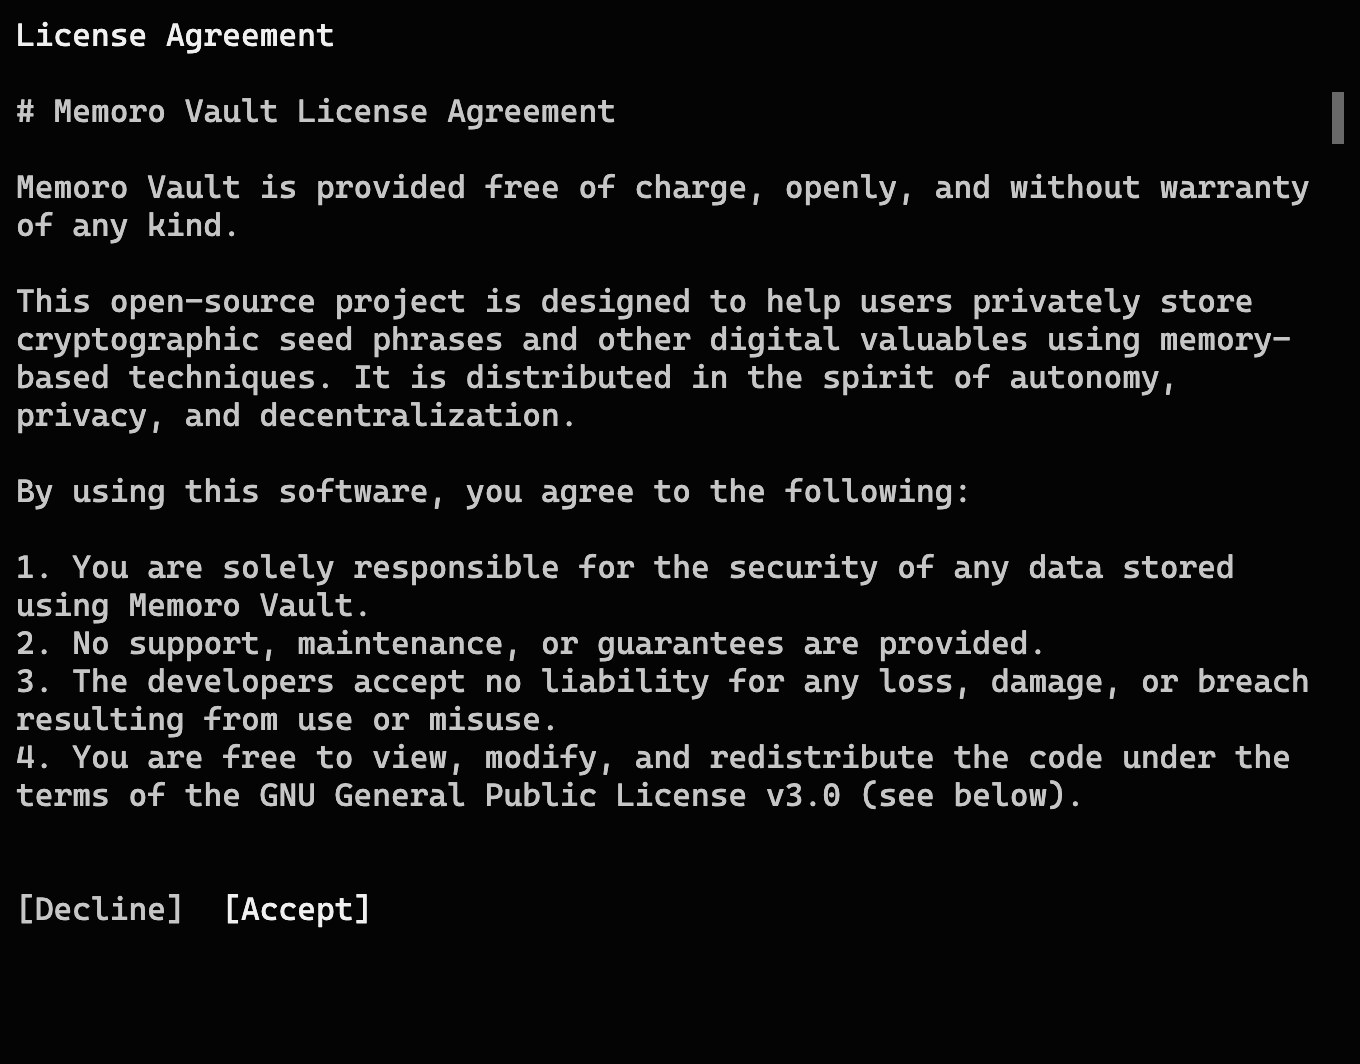 License Agreement
# Memoro Vault License Agreement
Memoro Vault is provided free of charge, openly, and without warranty
of any kind.
This open-source project is designed to help users privately store
cryptographic seed phrases and other digital valuables using memory-
based techniques. It is distributed in the spirit of autonomy,
privacy, and decentralization.
By using this software, you agree to the following:
1. You are solely responsible for the security of any data stored
using Memoro Vault.
2. No support, maintenance, or guarantees are provided.
3. The developers accept no liability for any loss, damage, or breach
resulting from use or misuse.
4. You are free to view, modify, and redistribute the code under the
terms of the GNU General Public License v3.0 (see below).
[Decline]  [Accept]